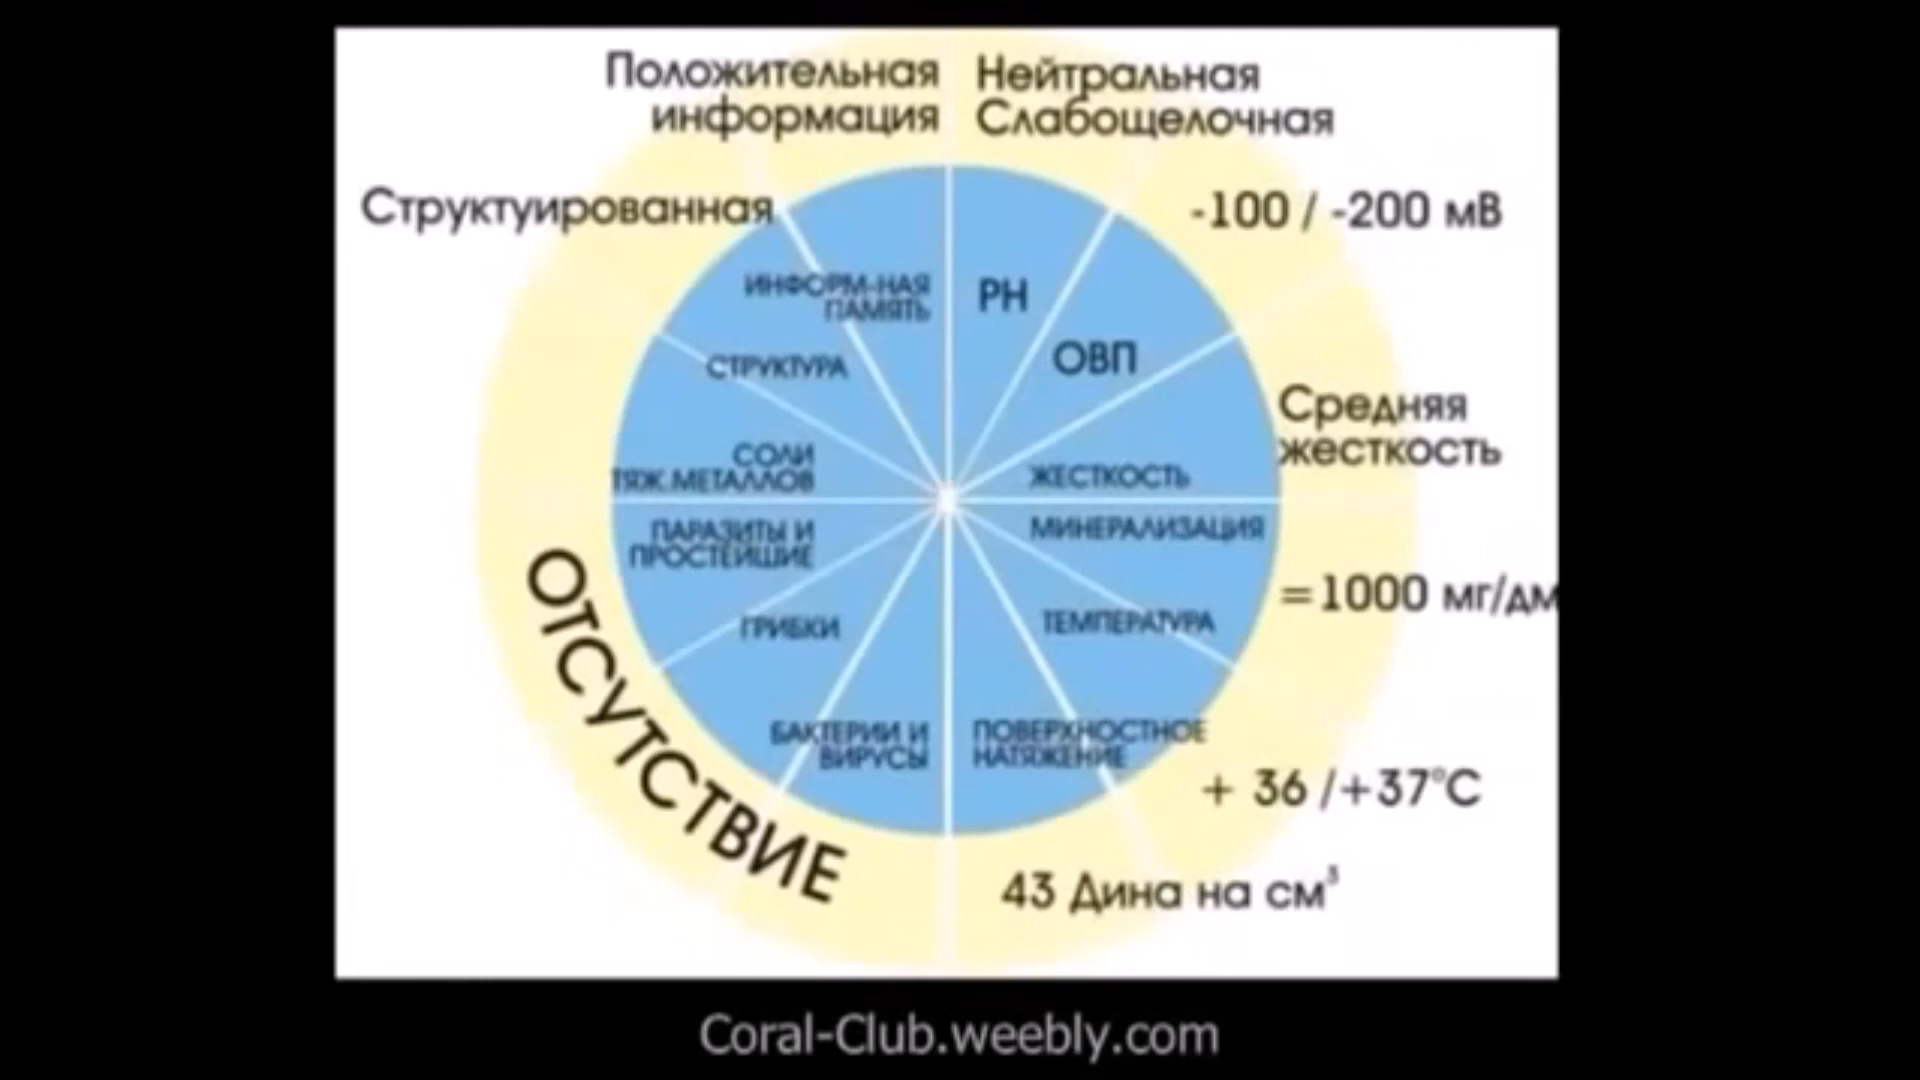 Положительная
информация
Нейтральная
Слабощелочная
Структуированная
-100 / -200 мВ
ИНФОРМ-НАЯ
ПАМЯТЬ
PH
СТРУКТУРА
ОВП
Средняя
жесткость
СОЛИ
ТЯЖ.МЕТАЛЛОВ
ЖЕСТКОСТЬ
ПАРАЗИТЫ И
ПРОСТЕЙШИЕ
МИНЕРАЛИЗАЦИЯ
=1000 мг/дм
ГРИБКИ
ТЕМПЕРАТУРА
ОТСУТСТВИЕ
БАКТЕРИИ И
ВИРУСЫ
ПОВЕРХНОСТНОЕ
НАТЯЖЕНИЕ
+ 36 /+37°C
43 Дина на см³
Coral-Club.weebly.com